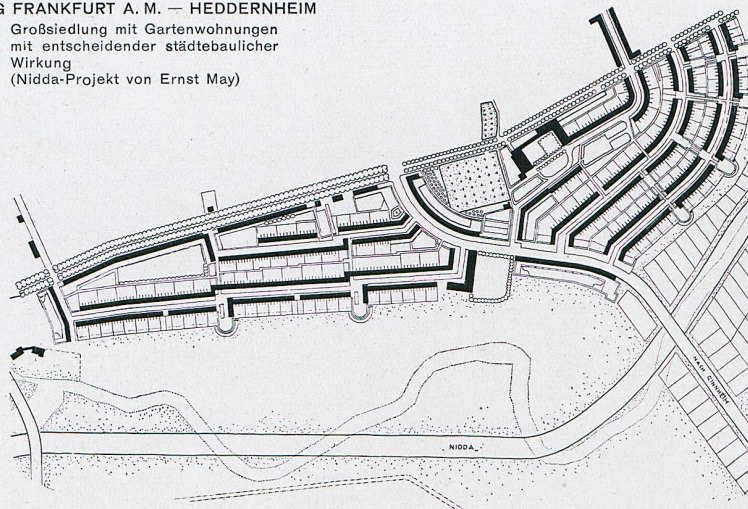 G FRANKFURT A. M. — HEDDERNHEIM
Großsiedlung mit Gartenwohnungen
mit entscheidender städtebaulicher
Wirkung
(Nidda-Projekt von Ernst May)
NACH GINNHEIM
NIDDA